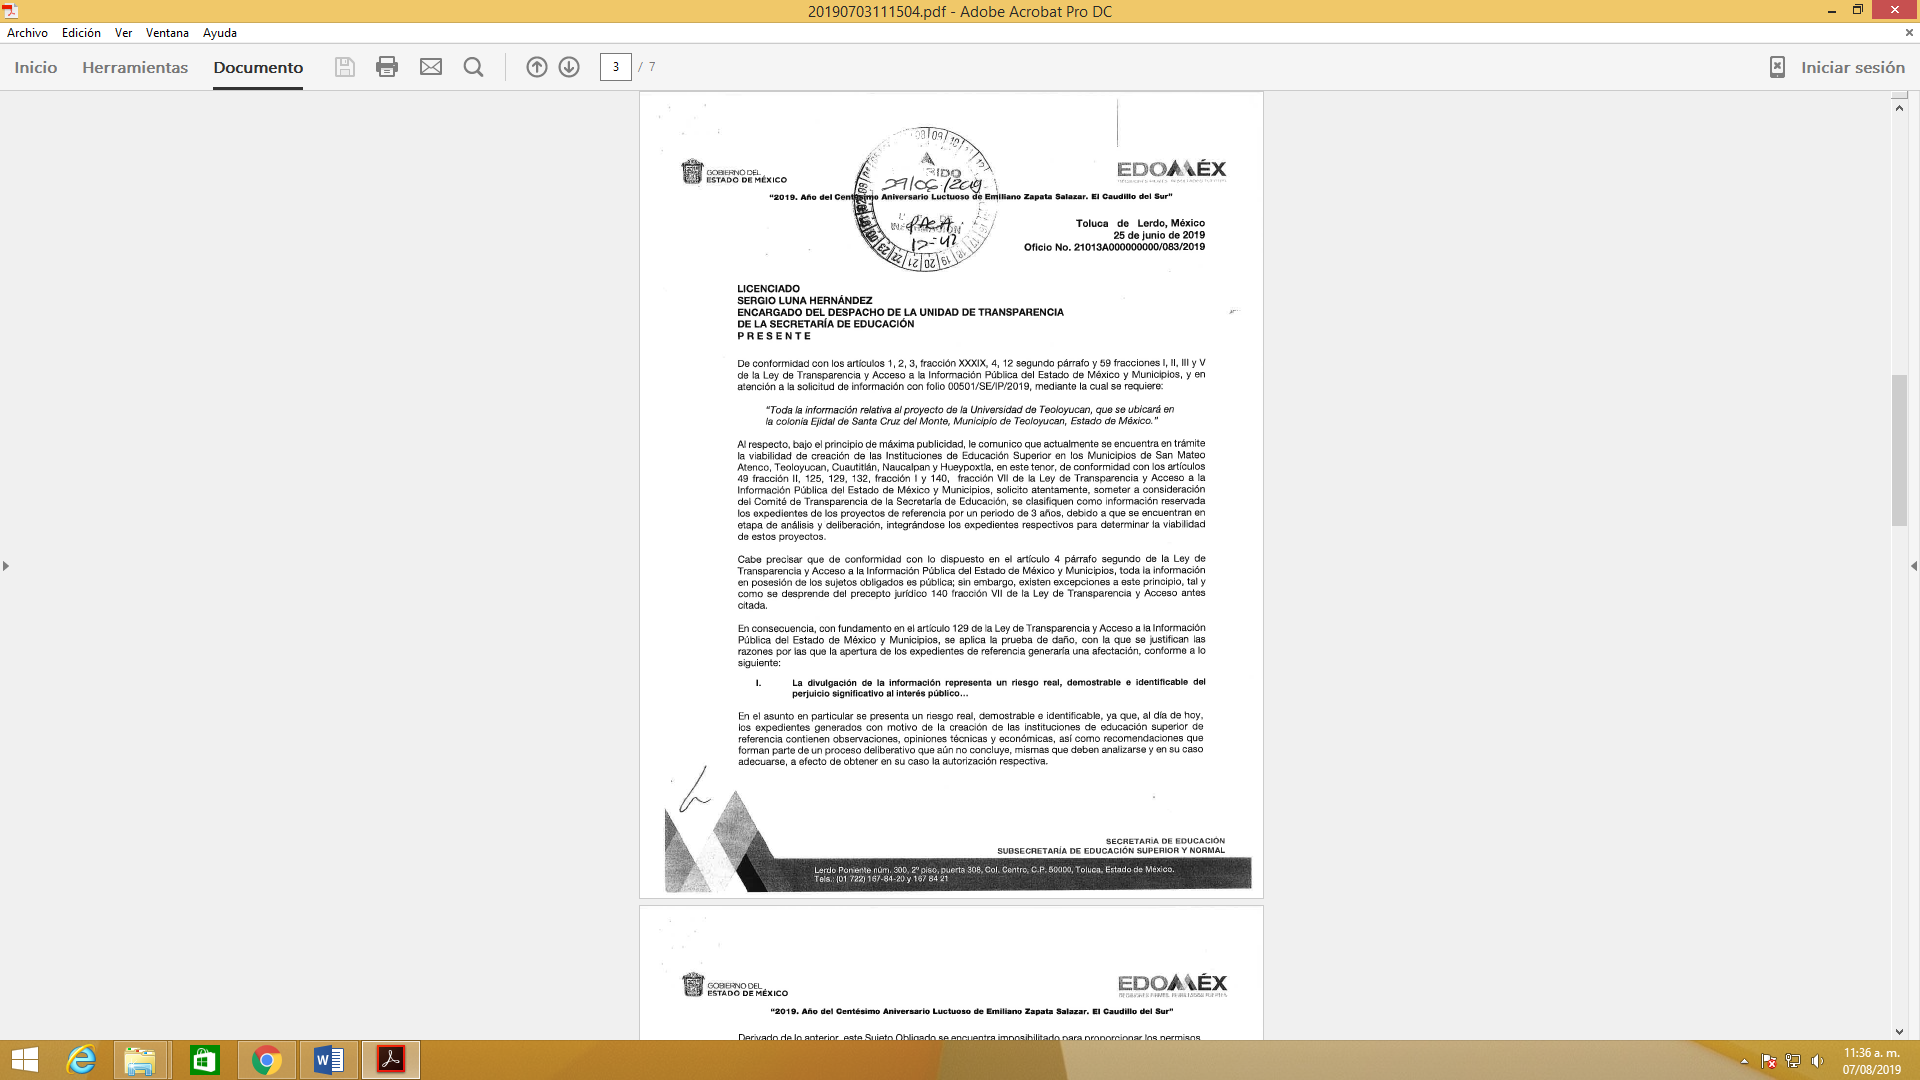 20190703111504.pdf - Adobe Acrobat Pro DC
Archivo Edición Ver Ventana Ayuda
Inicio Herramientas Documento 3 / 7 Iniciar sesión
08 09 10
GOBIERNO DEL
ESTADO DE MÉXICO
EDOMÉX
"2019. Año del Centésimo Aniversario Luctuoso de Emiliano Zapata Salazar. El Caudillo del Sur"
Toluca de Lerdo, México
25 de junio de 2019
Oficio No. 21013A000000000/083/2019
LICENCIADO
SERGIO LUNA HERNÁNDEZ
ENCARGADO DEL DESPACHO DE LA UNIDAD DE TRANSPARENCIA
DE LA SECRETARÍA DE EDUCACIÓN
P R E S E N T E
De conformidad con los artículos 1, 2, 3, fracción XXXIX, 4, 12 segundo párrafo y 59 fracciones I, II, III y V
de la Ley de Transparencia y Acceso a la Información Pública del Estado de México y Municipios, y en
atención a la solicitud de información con folio 00501/SE/IP/2019, mediante la cual se requiere:
"Toda la información relativa al proyecto de la Universidad de Teoloyucan, que se ubicará en
la colonia Ejidal de Santa Cruz del Monte, Municipio de Teoloyucan, Estado de México."
Al respecto, bajo el principio de máxima publicidad, le comunico que actualmente se encuentra en trámite
la viabilidad de creación de las Instituciones de Educación Superior en los Municipios de San Mateo
Atenco, Teoloyucan, Cuautitlán, Naucalpan y Hueypoxtla, en este tenor, de conformidad con los artículos
49 fracción II, 125, 129, 132, fracción I y 140, fracción VII de la Ley de Transparencia y Acceso a la
Información Pública del Estado de México y Municipios, solicito atentamente, someter a consideración
del Comité de Transparencia de la Secretaría de Educación, se clasifiquen como información reservada
los expedientes de los proyectos de referencia por un periodo de 3 años, debido a que se encuentran en
etapa de análisis y deliberación, integrándose los expedientes respectivos para determinar la viabilidad
de estos proyectos.
Cabe precisar que de conformidad con lo dispuesto en el artículo 4 párrafo segundo de la Ley de
Transparencia y Acceso a la Información Pública del Estado de México y Municipios, toda la información
en posesión de los sujetos obligados es pública; sin embargo, existen excepciones a este principio, tal y
como se desprende del precepto jurídico 140 fracción VII de la Ley de Transparencia y Acceso antes
citada.
En consecuencia, con fundamento en el artículo 129 de la Ley de Transparencia y Acceso a la Información
Pública del Estado de México y Municipios, se aplica la prueba de daño, con la que se justifican las
razones por las que la apertura de los expedientes de referencia generaría una afectación, conforme a lo
siguiente:
I. La divulgación de la información representa un riesgo real, demostrable e identificable del
perjuicio significativo al interés público...
En el asunto en particular se presenta un riesgo real, demostrable e identificable, ya que, al día de hoy,
los expedientes generados con motivo de la creación de las instituciones de educación superior de
referencia contienen observaciones, opiniones técnicas y económicas, así como recomendaciones que
forman parte de un proceso deliberativo que aún no concluye, mismas que deben analizarse y en su caso
adecuarse, a efecto de obtener en su caso la autorización respectiva.
SECRETARÍA DE EDUCACIÓN
SUBSECRETARÍA DE EDUCACIÓN SUPERIOR Y NORMAL
Lerdo Poniente núm. 300, 2º piso, puerta 308, Col. Centro, C.P. 50000, Toluca, Estado de México.
Tels.: (01 722) 167-84-20 y 167 84 21
GOBIERNO DEL
ESTADO DE MÉXICO
EDOMÉX
"2019. Año del Centésimo Aniversario Luctuoso de Emiliano Zapata Salazar. El Caudillo del Sur"
Derivado de lo anterior, este Sujeto Obligado se encuentra imposibilitado para proporcionar los permisos
11:36 a. m.
07/08/2019